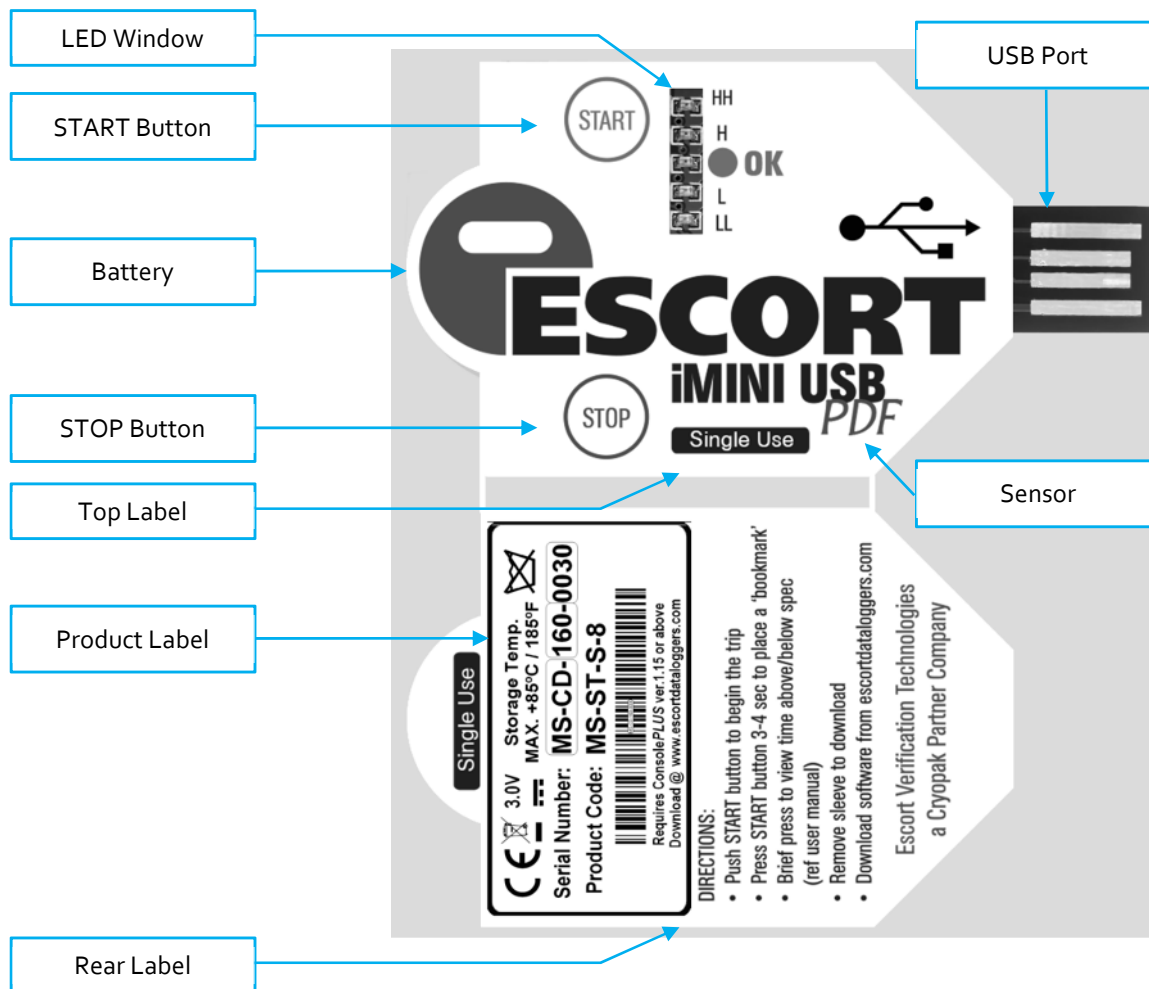 LED Window
START Button
Battery
STOP Button
Top Label
Product Label
Rear Label
USB Port
Sensor
START
HH
H
OK
L
LL
ESCORT
iMINI USB
PDF
STOP
Single Use
Single Use
CE 3.0V Storage Temp.
MAX. +85ºC / 185ºF
Serial Number: MS-CD-160-0030
Product Code: MS-ST-S-8
Requires ConsolePLUS ver.1.15 or above
Download @ www.escortdataloggers.com
DIRECTIONS:
• Push START button to begin the trip
• Press START button 3-4 sec to place a 'bookmark'
• Brief press to view time above/below spec
(ref user manual)
• Remove sleeve to download
• Download software from escortdataloggers.com
Escort Verification Technologies
a Cryopak Partner Company